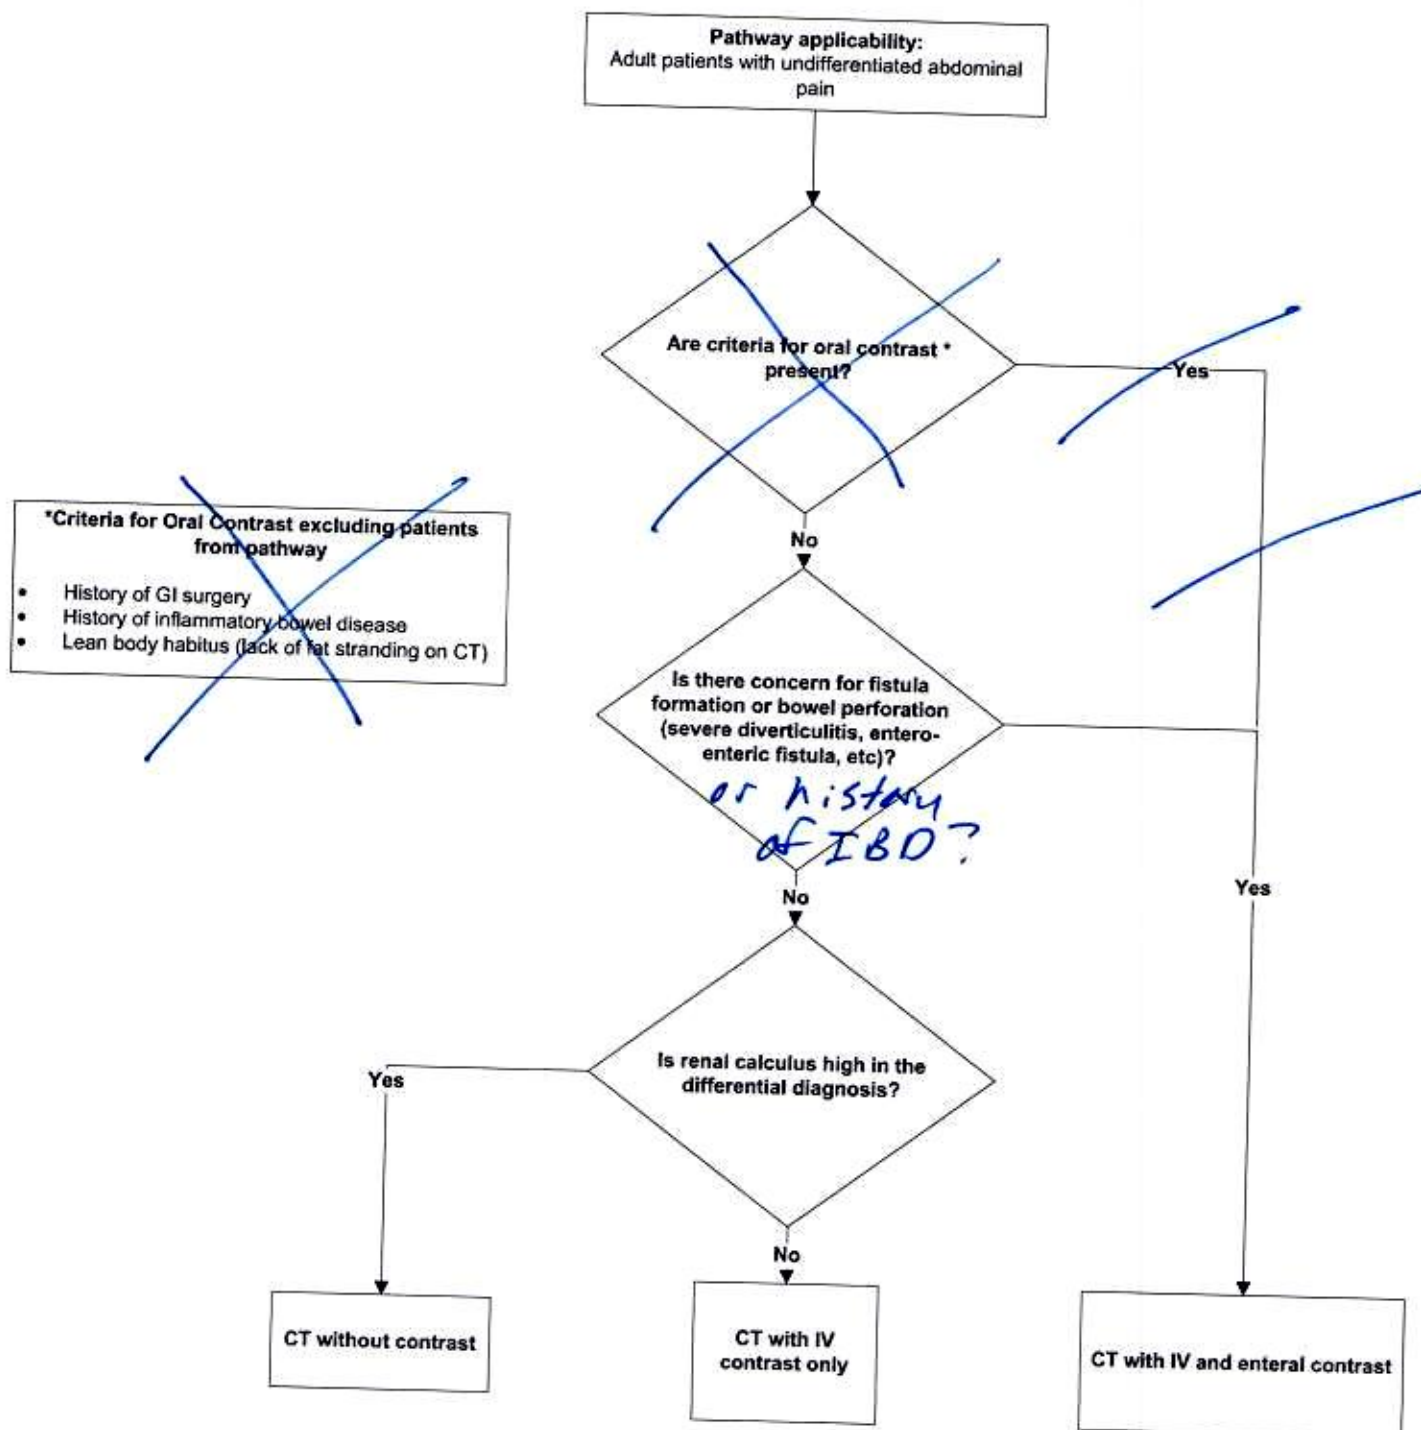 Pathway applicability:
Adult patients with undifferentiated abdominal
pain
Are criteria for oral contrast *
present?
Yes
No
*Criteria for Oral Contrast excluding patients
from pathway
• History of GI surgery
• History of inflammatory bowel disease
• Lean body habitus (lack of fat stranding on CT)
Is there concern for fistula
formation or bowel perforation
(severe diverticulitis, entero-
enteric fistula, etc)?
or history
of IBD?
No
Yes
Is renal calculus high in the
differential diagnosis?
Yes
No
CT without contrast
CT with IV
contrast only
CT with IV and enteral contrast